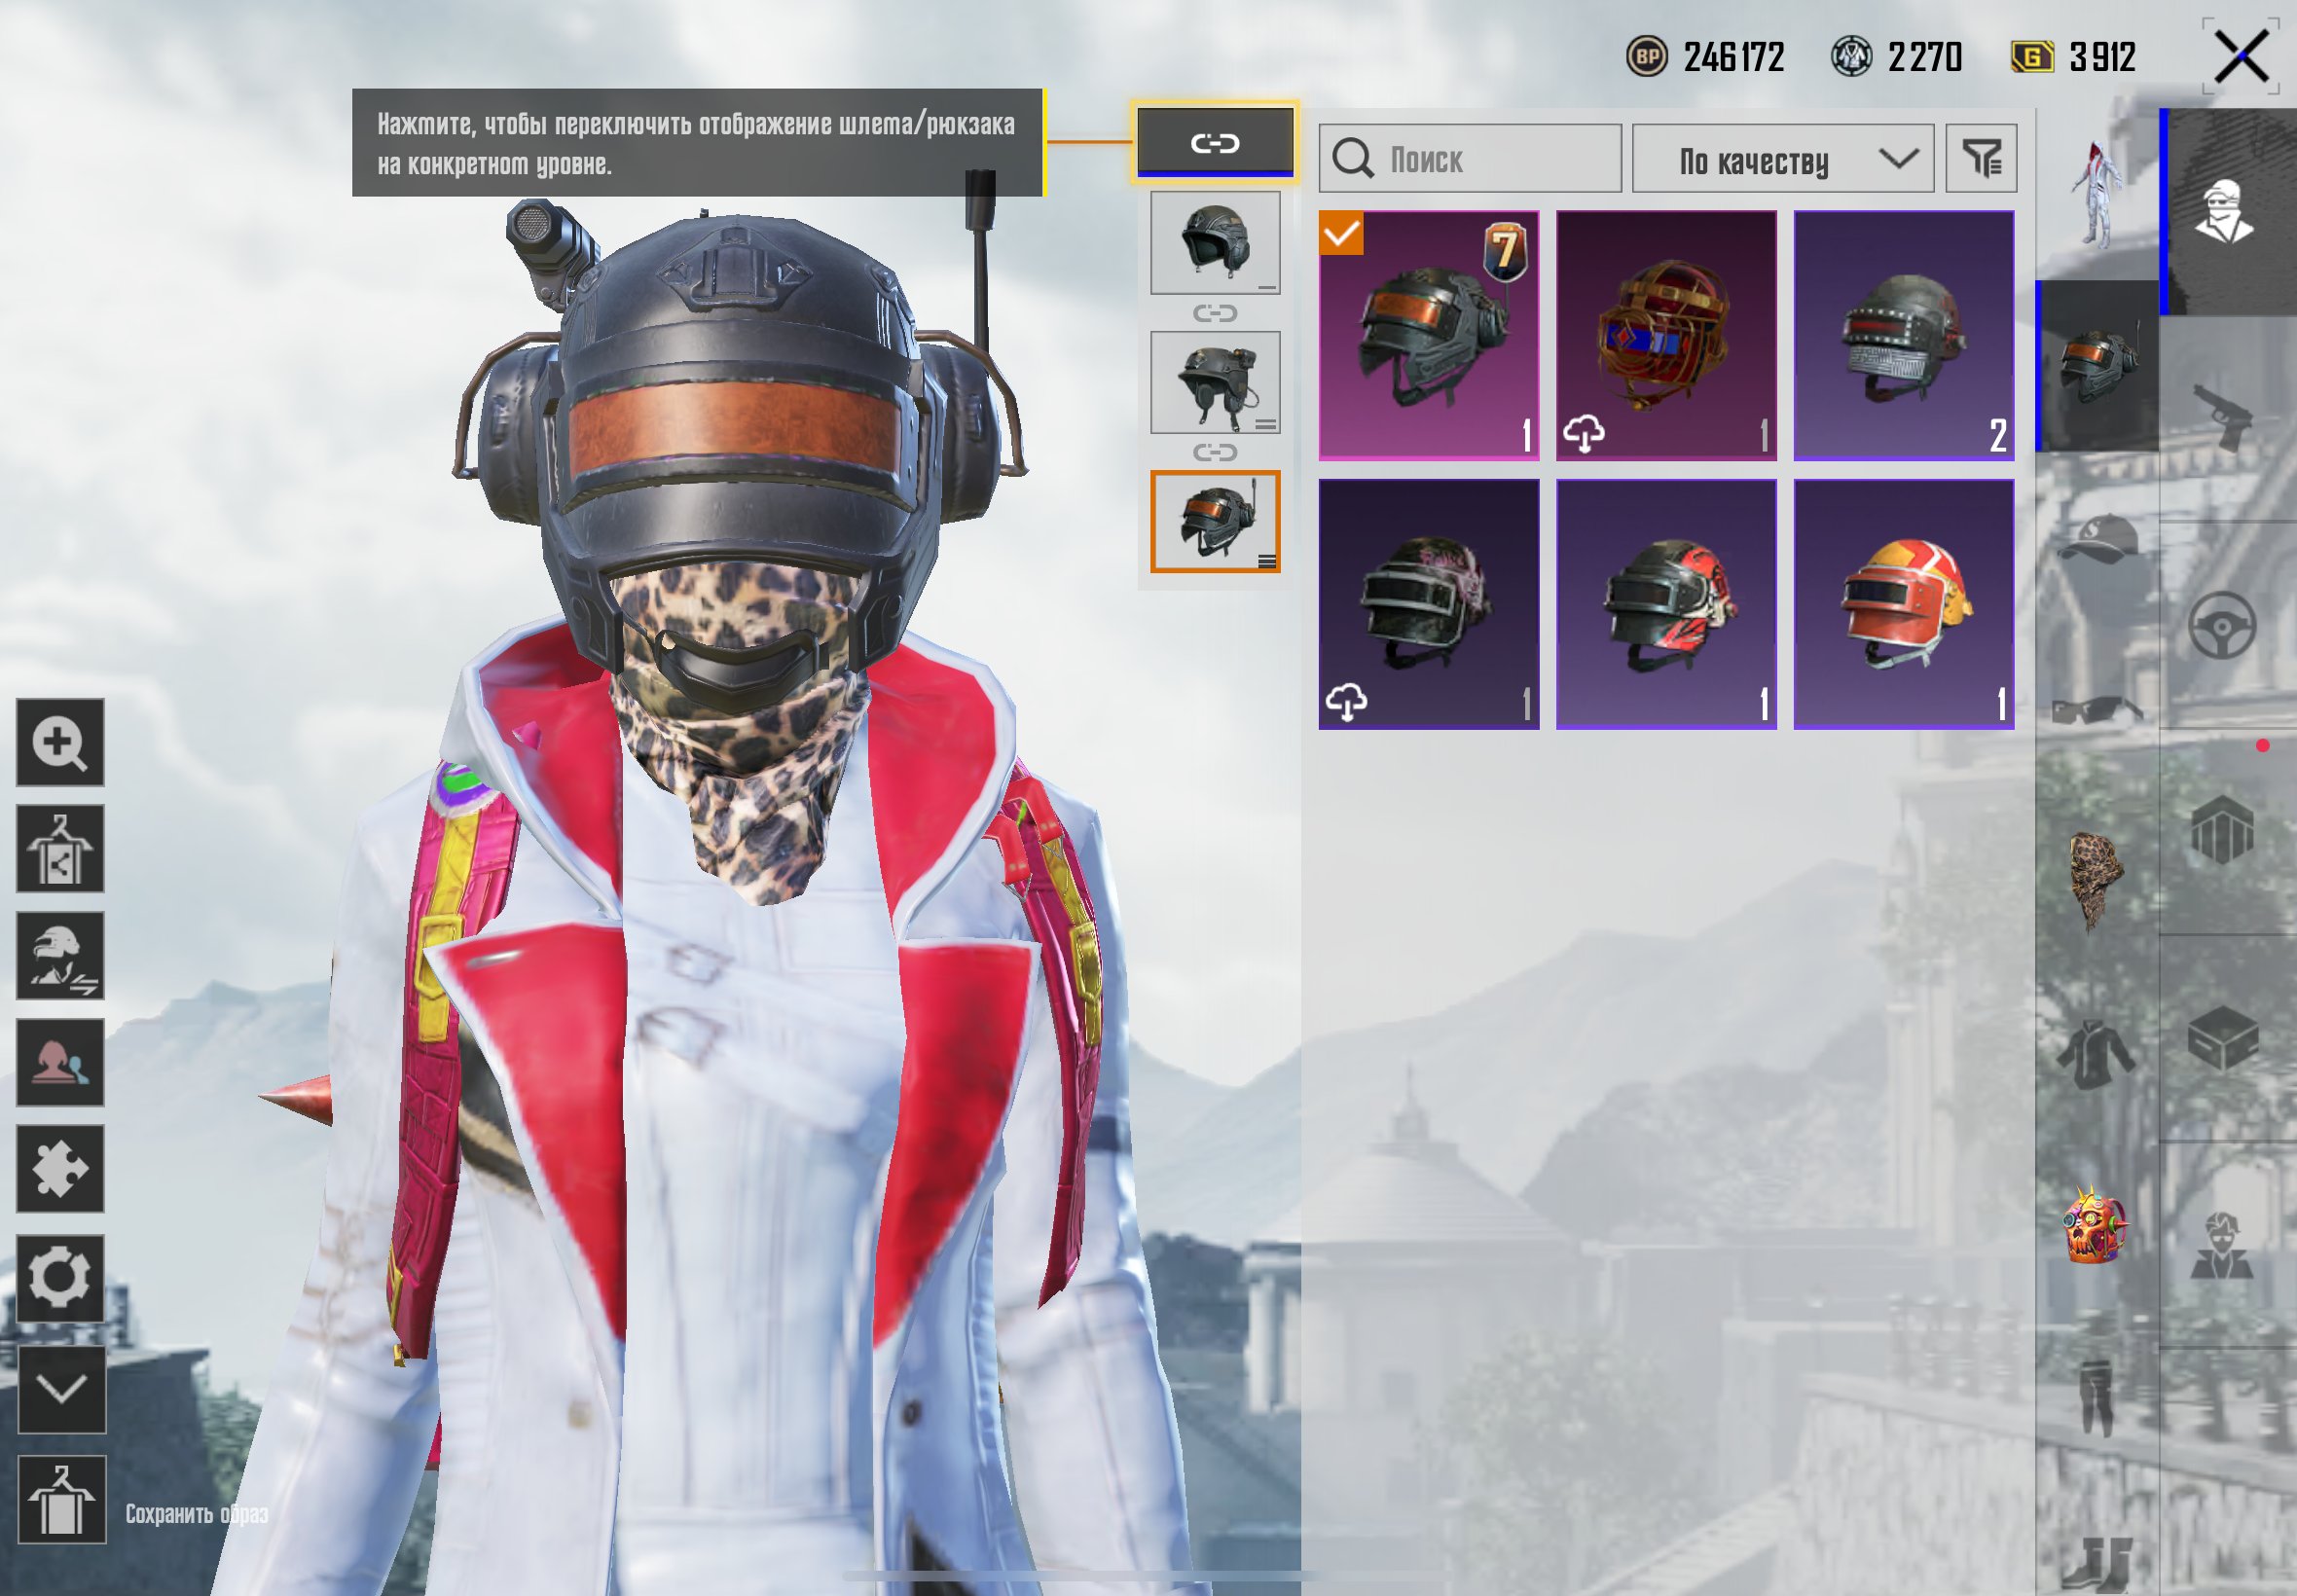 BP 246172 2270 G 3912
Нажмите, чтобы переключить отображение шлема/рюкзака
на конкретном уровне.
Поиск
По качеству
7
1
1
2
1
1
1
Сохранить образ